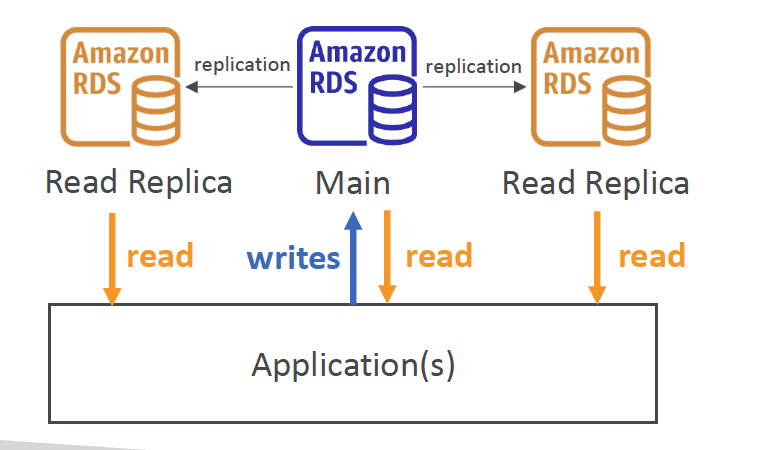 Amazon
RDS
replication
Amazon
RDS
replication
Amazon
RDS
Read Replica
Main
Read Replica
read
writes
read
read
Application(s)